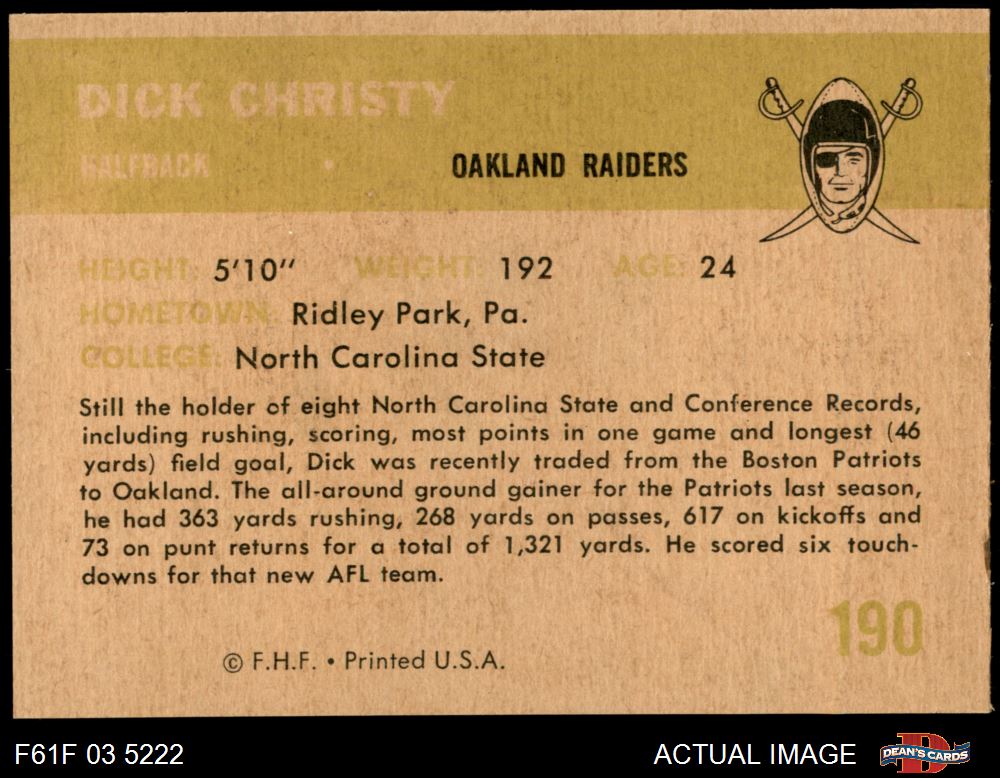 DICK CHRISTY
HALFBACK • OAKLAND RAIDERS
HEIGHT: 5'10" WEIGHT: 192 AGE: 24
HOMETOWN: Ridley Park, Pa.
COLLEGE: North Carolina State
Still the holder of eight North Carolina State and Conference Records,
including rushing, scoring, most points in one game and longest (46
yards) field goal, Dick was recently traded from the Boston Patriots
to Oakland. The all-around ground gainer for the Patriots last season,
he had 363 yards rushing, 268 yards on passes, 617 on kickoffs and
73 on punt returns for a total of 1,321 yards. He scored six touch-
downs for that new AFL team.
190
© F.H.F. • Printed U.S.A.
F61F 03 5222 ACTUAL IMAGE DEAN'S CARDS